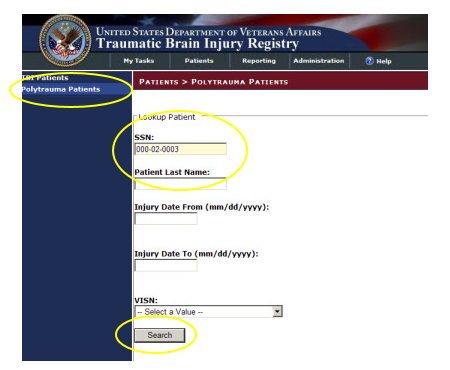 UNITED STATES DEPARTMENT OF VETERANS AFFAIRS
Traumatic Brain Injury Registry
My Tasks Patients Reporting Administration ? Help
TBI Patients
Polytrauma Patients
PATIENTS > POLYTRAUMA PATIENTS
Lookup Patient
SSN:
000-02-0003
Patient Last Name:
Injury Date From (mm/dd/yyyy):
Injury Date To (mm/dd/yyyy):
VISN:
-- Select a Value --
Search